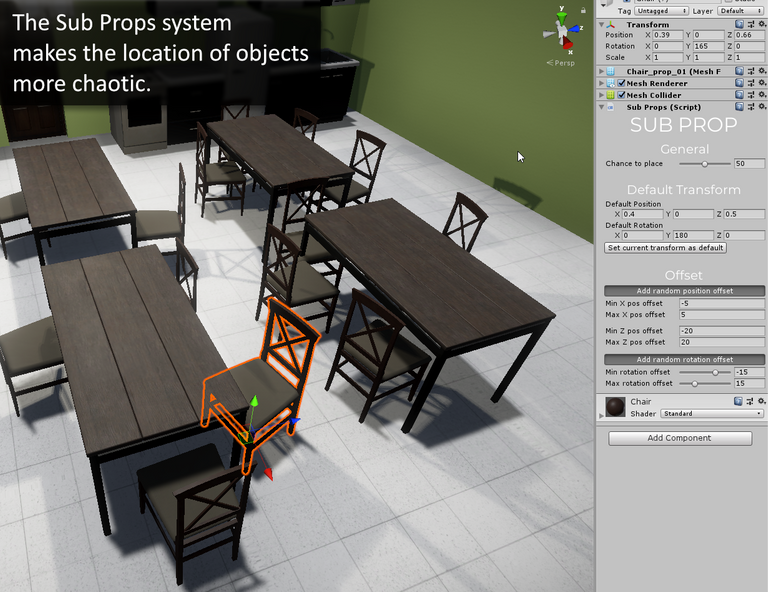 The Sub Props system
makes the location of objects
more chaotic.
y
z
x
Persp
Tag Untagged Layer Default
Transform
Position X 0.39 Y 0 Z 0.66
Rotation X 0 Y 165 Z 0
Scale X 1 Y 1 Z 1
Chair_prop_01 (Mesh F
Mesh Renderer
Mesh Collider
Sub Props (Script)
SUB PROP
General
Chance to place 50
Default Transform
Default Position
X 0.4 Y 0 Z 0.5
Default Rotation
X 0 Y 180 Z 0
Set current transform as default
Offset
Add random position offset
Min X pos offset -5
Max X pos offset 5
Min Z pos offset -20
Max Z pos offset 20
Add random rotation offset
Min rotation offset -15
Max rotation offset 15
Chair
Shader Standard
Add Component